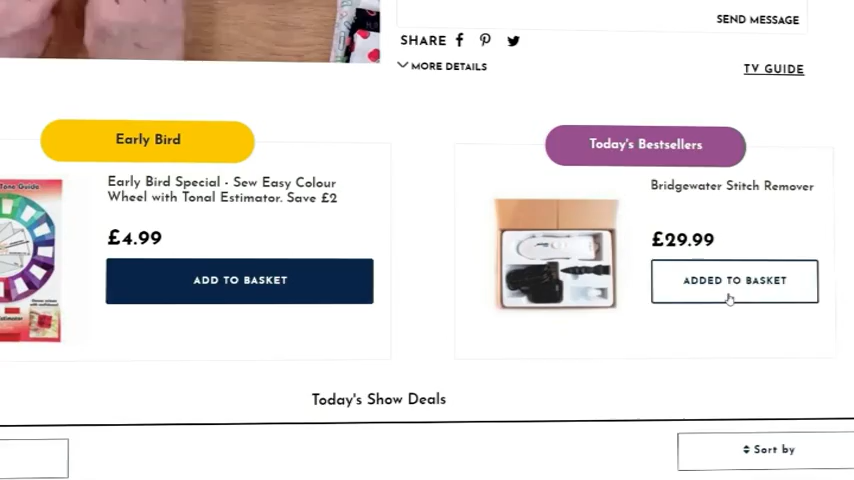 SEND MESSAGE
SHARE
MORE DETAILS
TV GUIDE
Early Bird
Today's Bestsellers
Early Bird Special - Sew Easy Colour
Wheel with Tonal Estimator. Save £2
£4.99
ADD TO BASKET
Bridgewater Stitch Remover
£29.99
ADDED TO BASKET
Today's Show Deals
Sort by